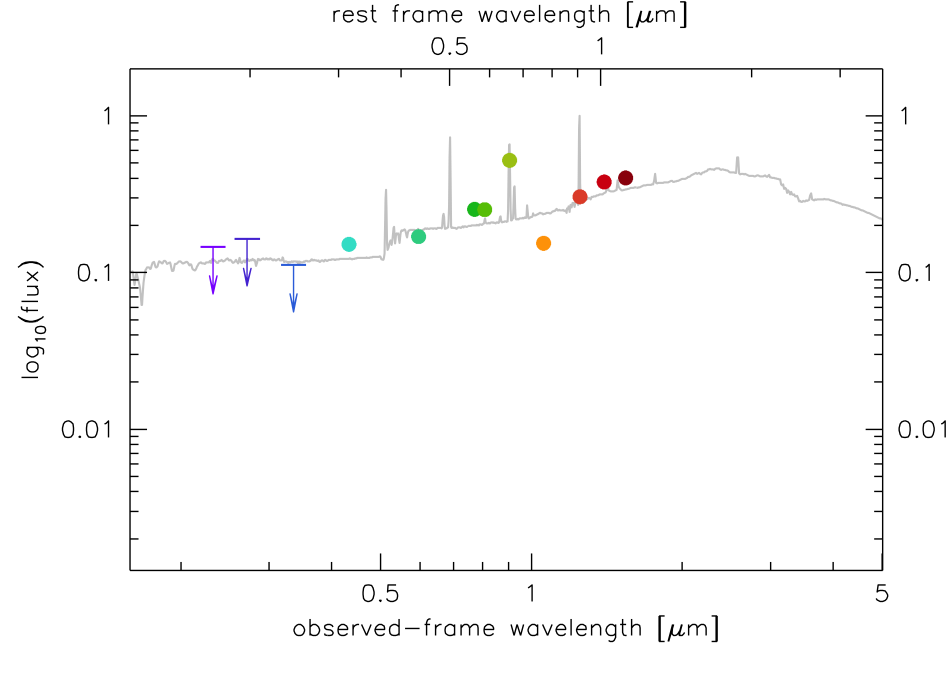 rest frame wavelength [μm]
0.5 1
1 1
0.1 0.1
0.01 0.01
log10(flux)
0.5 1 5
observed-frame wavelength [μm]